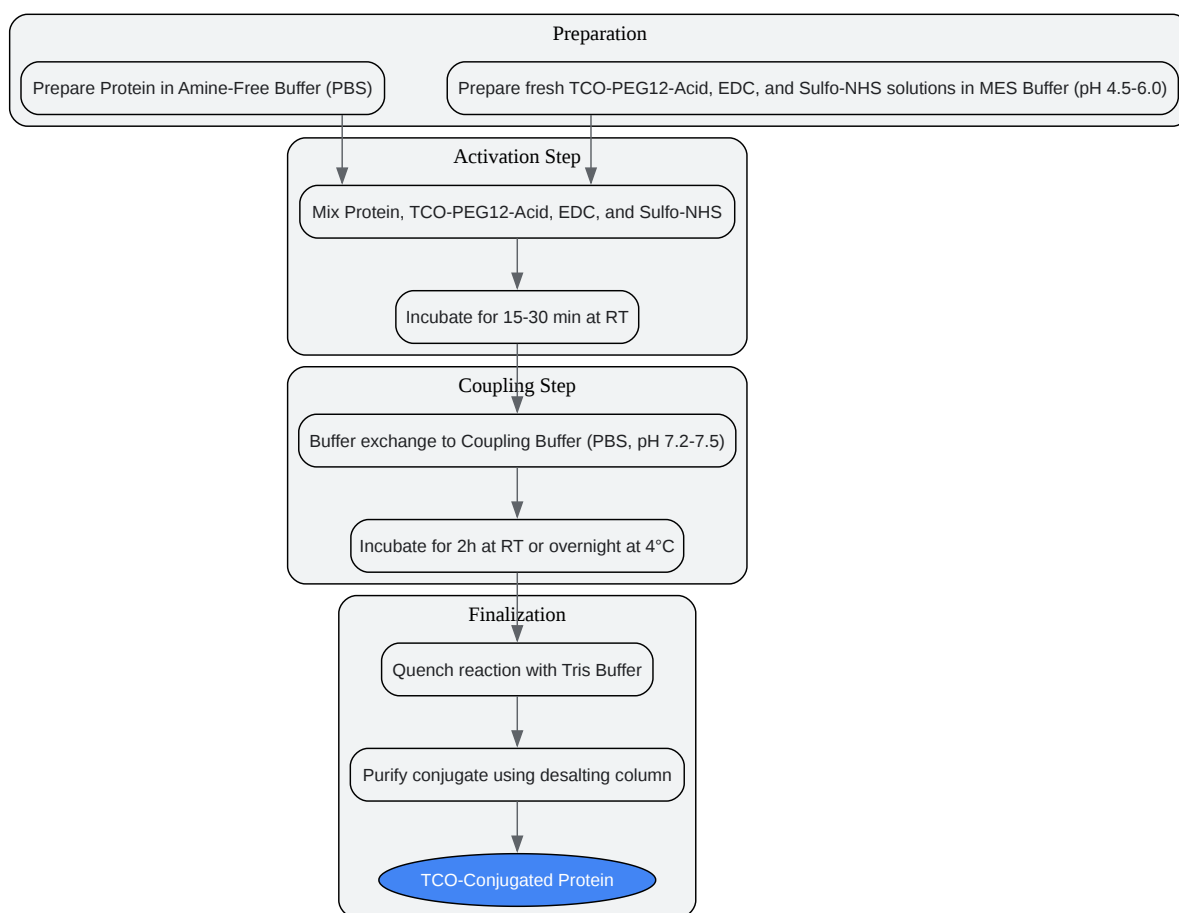 Preparation
Prepare Protein in Amine-Free Buffer (PBS)
Prepare fresh TCO-PEG12-Acid, EDC, and Sulfo-NHS solutions in MES Buffer (pH 4.5-6.0)
Activation Step
Mix Protein, TCO-PEG12-Acid, EDC, and Sulfo-NHS
Incubate for 15-30 min at RT
Coupling Step
Buffer exchange to Coupling Buffer (PBS, pH 7.2-7.5)
Incubate for 2h at RT or overnight at 4°C
Finalization
Quench reaction with Tris Buffer
Purify conjugate using desalting column
TCO-Conjugated Protein